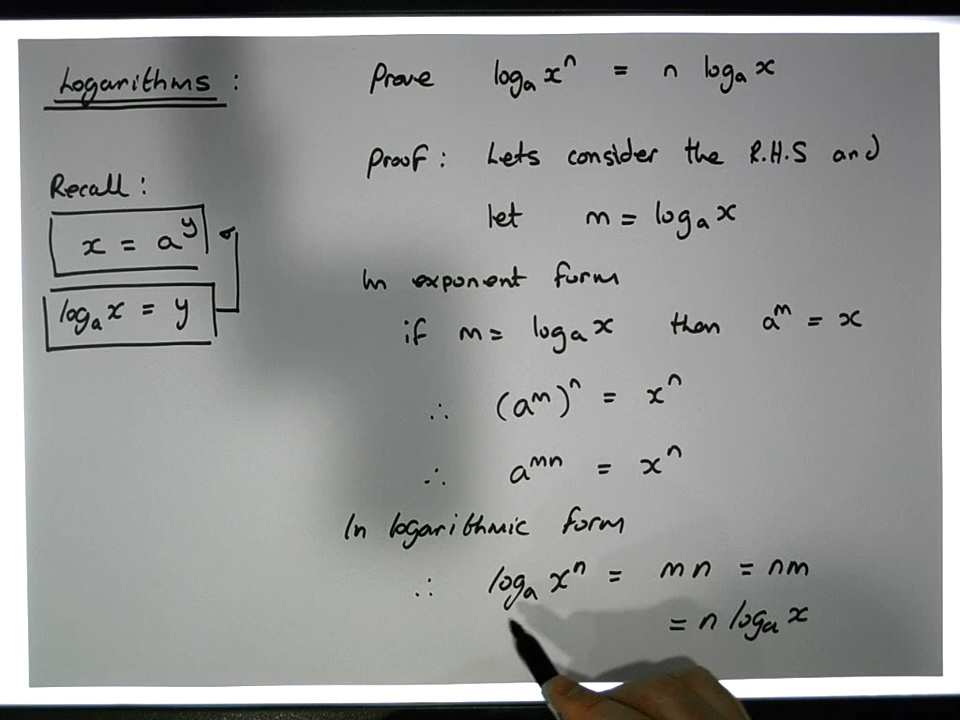 Logarithms :
Recall :
x = a^y
log_a x = y
Prove log_a x^n = n log_a x
Proof : Lets consider the R.H.S and
let m = log_a x
In exponent form
if m = log_a x then a^m = x
∴ (a^m)^n = x^n
∴ a^mn = x^n
In logarithmic form
∴ log_a x^n = mn = nm
= n log_a x